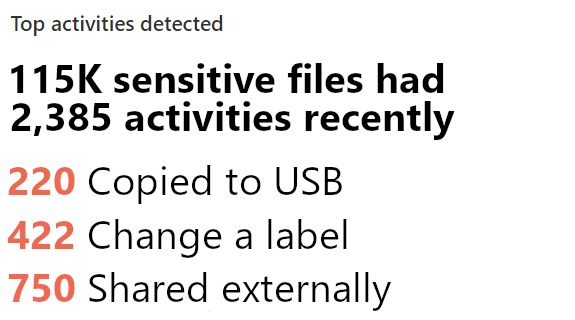 Top activities detected
115K sensitive files had
2,385 activities recently
220 Copied to USB
422 Change a label
750 Shared externally